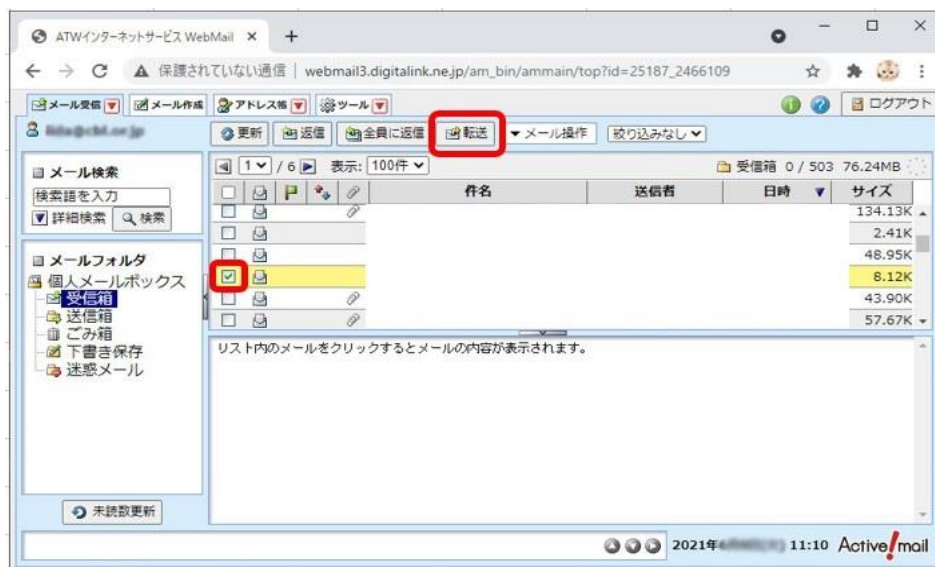 ATWインターネットサービス WebMail
保護されていない通信 | webmail3.digitalink.ne.jp/am_bin/ammain/top?id=25187_2466109
メール受信 メール作成 アドレス帳 ツール ログアウト
更新 返信 全員に返信 転送 ▼メール操作 絞り込みなし
メール検索
検索語を入力
詳細検索 検索
メールフォルダ
個人メールボックス
受信箱
送信箱
ごみ箱
下書き保存
迷惑メール
未読数更新
1 / 6 表示: 100件 受信箱 0 / 503 76.24MB
件名 送信者 日時 ▼ サイズ
134.13K
2.41K
48.95K
8.12K
43.90K
57.67K
リスト内のメールをクリックするとメールの内容が表示されます。
2021年 11:10 Active!mail